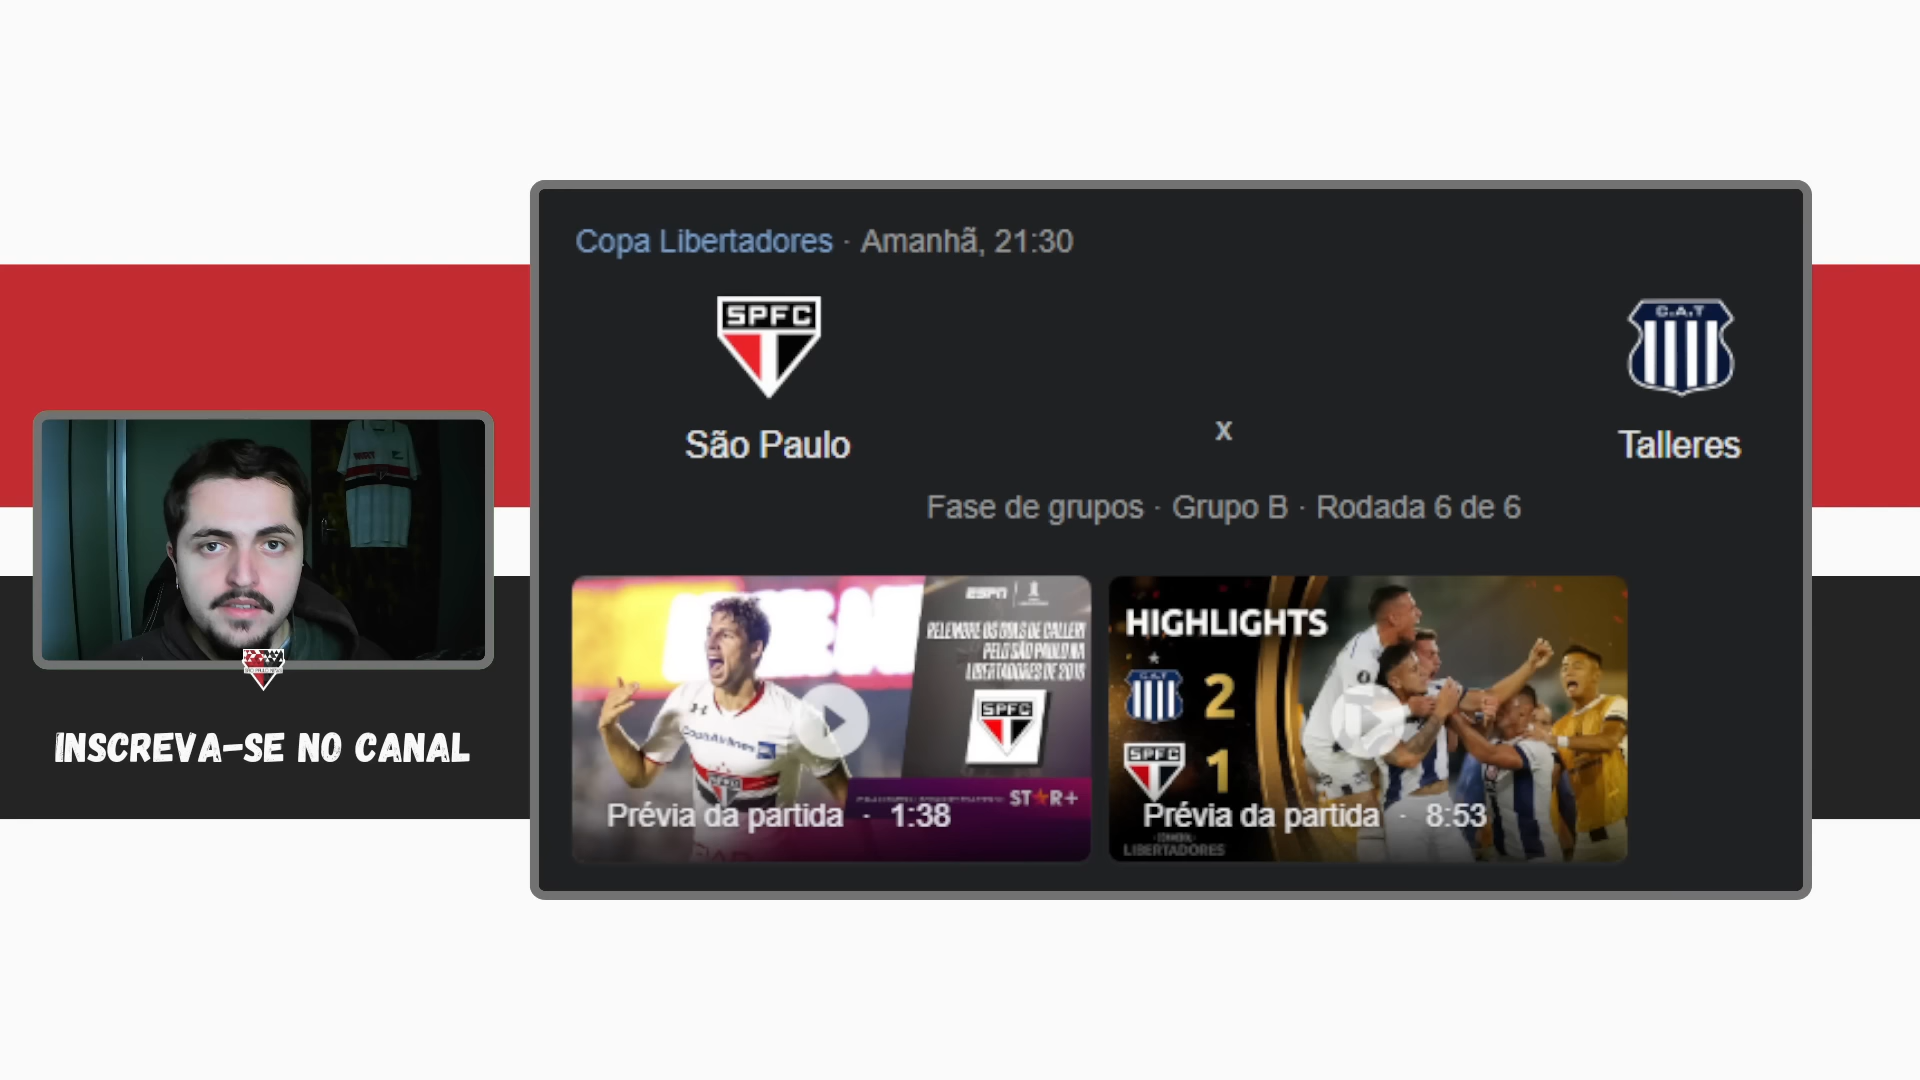 Copa Libertadores · Amanhã, 21:30
SPFC
C.A.T
São Paulo
x
Talleres
Fase de grupos · Grupo B · Rodada 6 de 6
ESPN
RELEMBRE OS GOLS DE CALLERI
PELO SÃO PAULO NA
LIBERTADORES DE 2016
SPFC
CopaAirlines
STAR+
Prévia da partida · 1:38
HIGHLIGHTS
2
SPFC
1
Prévia da partida · 8:53
LIBERTADORES
INSCREVA-SE NO CANAL